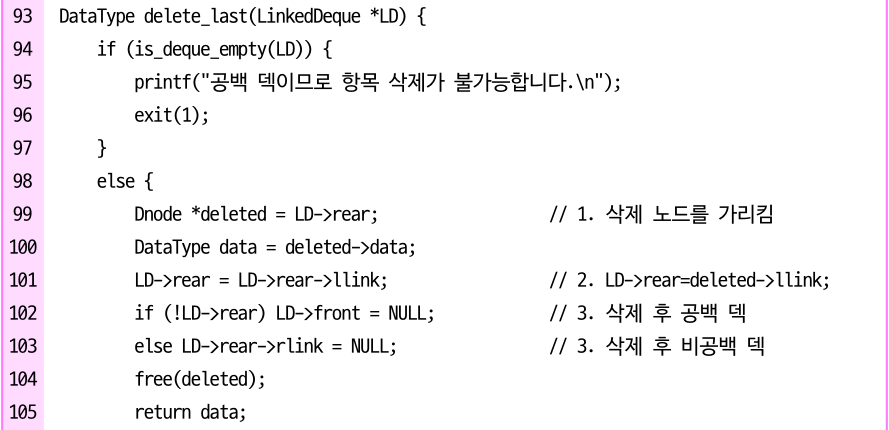 93 DataType delete_last(LinkedDeque *LD) {
94 if (is_deque_empty(LD)) {
95 printf("공백 덱이므로 항목 삭제가 불가능합니다.\n");
96 exit(1);
97 }
98 else {
99 Dnode *deleted = LD->rear; // 1. 삭제 노드를 가리킴
100 DataType data = deleted->data;
101 LD->rear = LD->rear->llink; // 2. LD->rear=deleted->llink;
102 if (!LD->rear) LD->front = NULL; // 3. 삭제 후 공백 덱
103 else LD->rear->rlink = NULL; // 3. 삭제 후 비공백 덱
104 free(deleted);
105 return data;